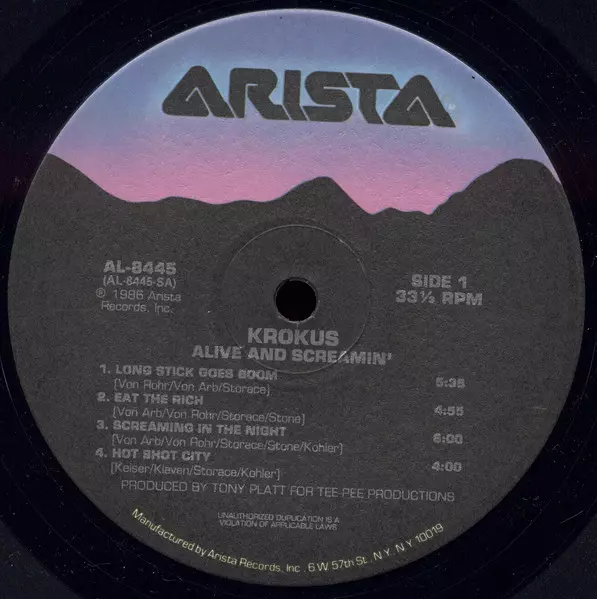 ARISTA
AL-8445
(AL-8445-SA)
℗ 1986 Arista
Records, Inc.
SIDE 1
33⅓ RPM
KROKUS
ALIVE AND SCREAMIN'
1. LONG STICK GOES BOOM 5:35
[Von Rohr/Von Arb/Storace]
2. EAT THE RICH 4:55
[Von Arb/Von Rohr/Storace/Stone]
3. SCREAMING IN THE NIGHT 6:00
[Von Arb/Von Rohr/Storace/Stone/Kohler]
4. HOT SHOT CITY 4:00
[Keiser/Klaven/Storace/Kohler]
PRODUCED BY TONY PLATT FOR TEE-PEE PRODUCTIONS
UNAUTHORIZED DUPLICATION IS A
VIOLATION OF APPLICABLE LAWS
Manufactured by Arista Records, Inc., 6 W. 57th St., N.Y., N.Y. 10019